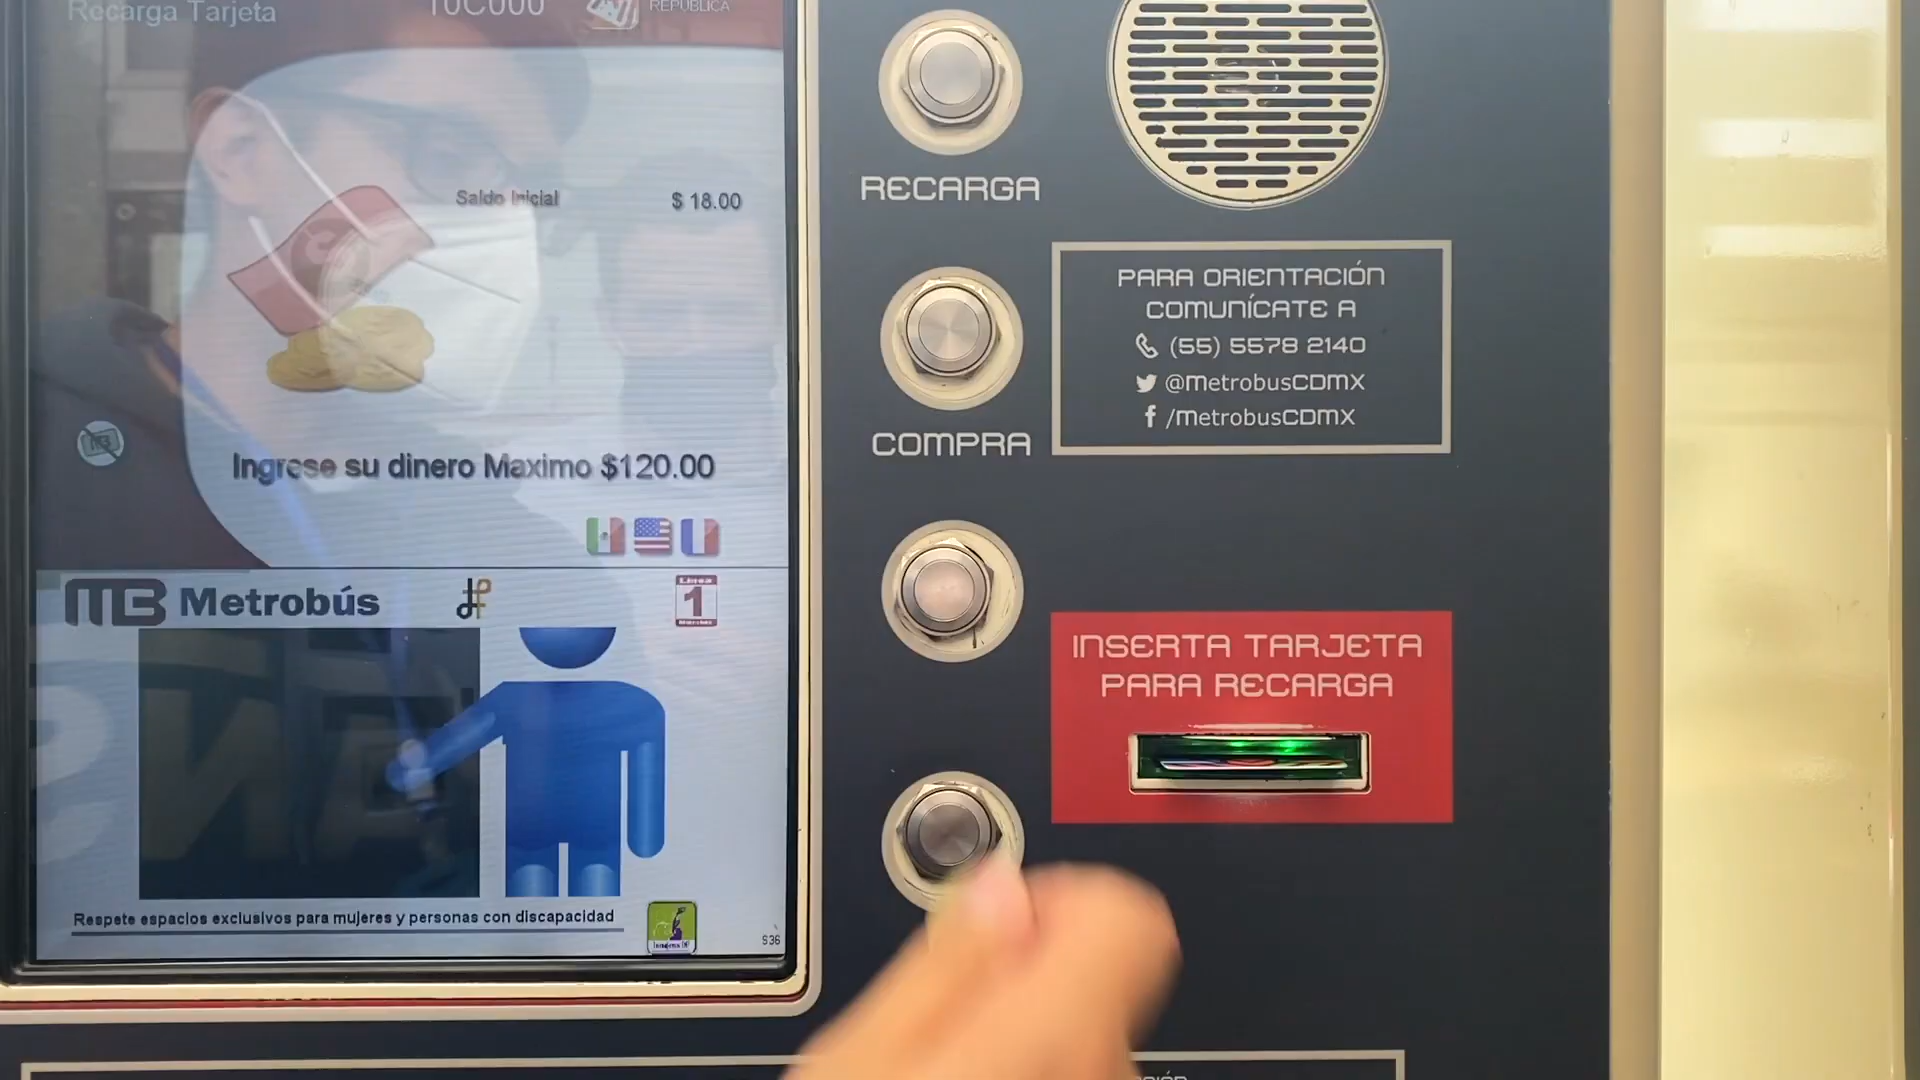 Recarga Tarjeta
10C000
REPÚBLICA
Saldo Inicial
$ 18.00
Ingrese su dinero Maximo $120.00
MB Metrobús
Línea
1
Respete espacios exclusivos para mujeres y personas con discapacidad
S36
RECARGA
COMPRA
PARA ORIENTACIÓN
COMUNÍCATE A
(55) 5578 2140
@metrobusCDMX
/metrobusCDMX
INSERTA TARJETA
PARA RECARGA